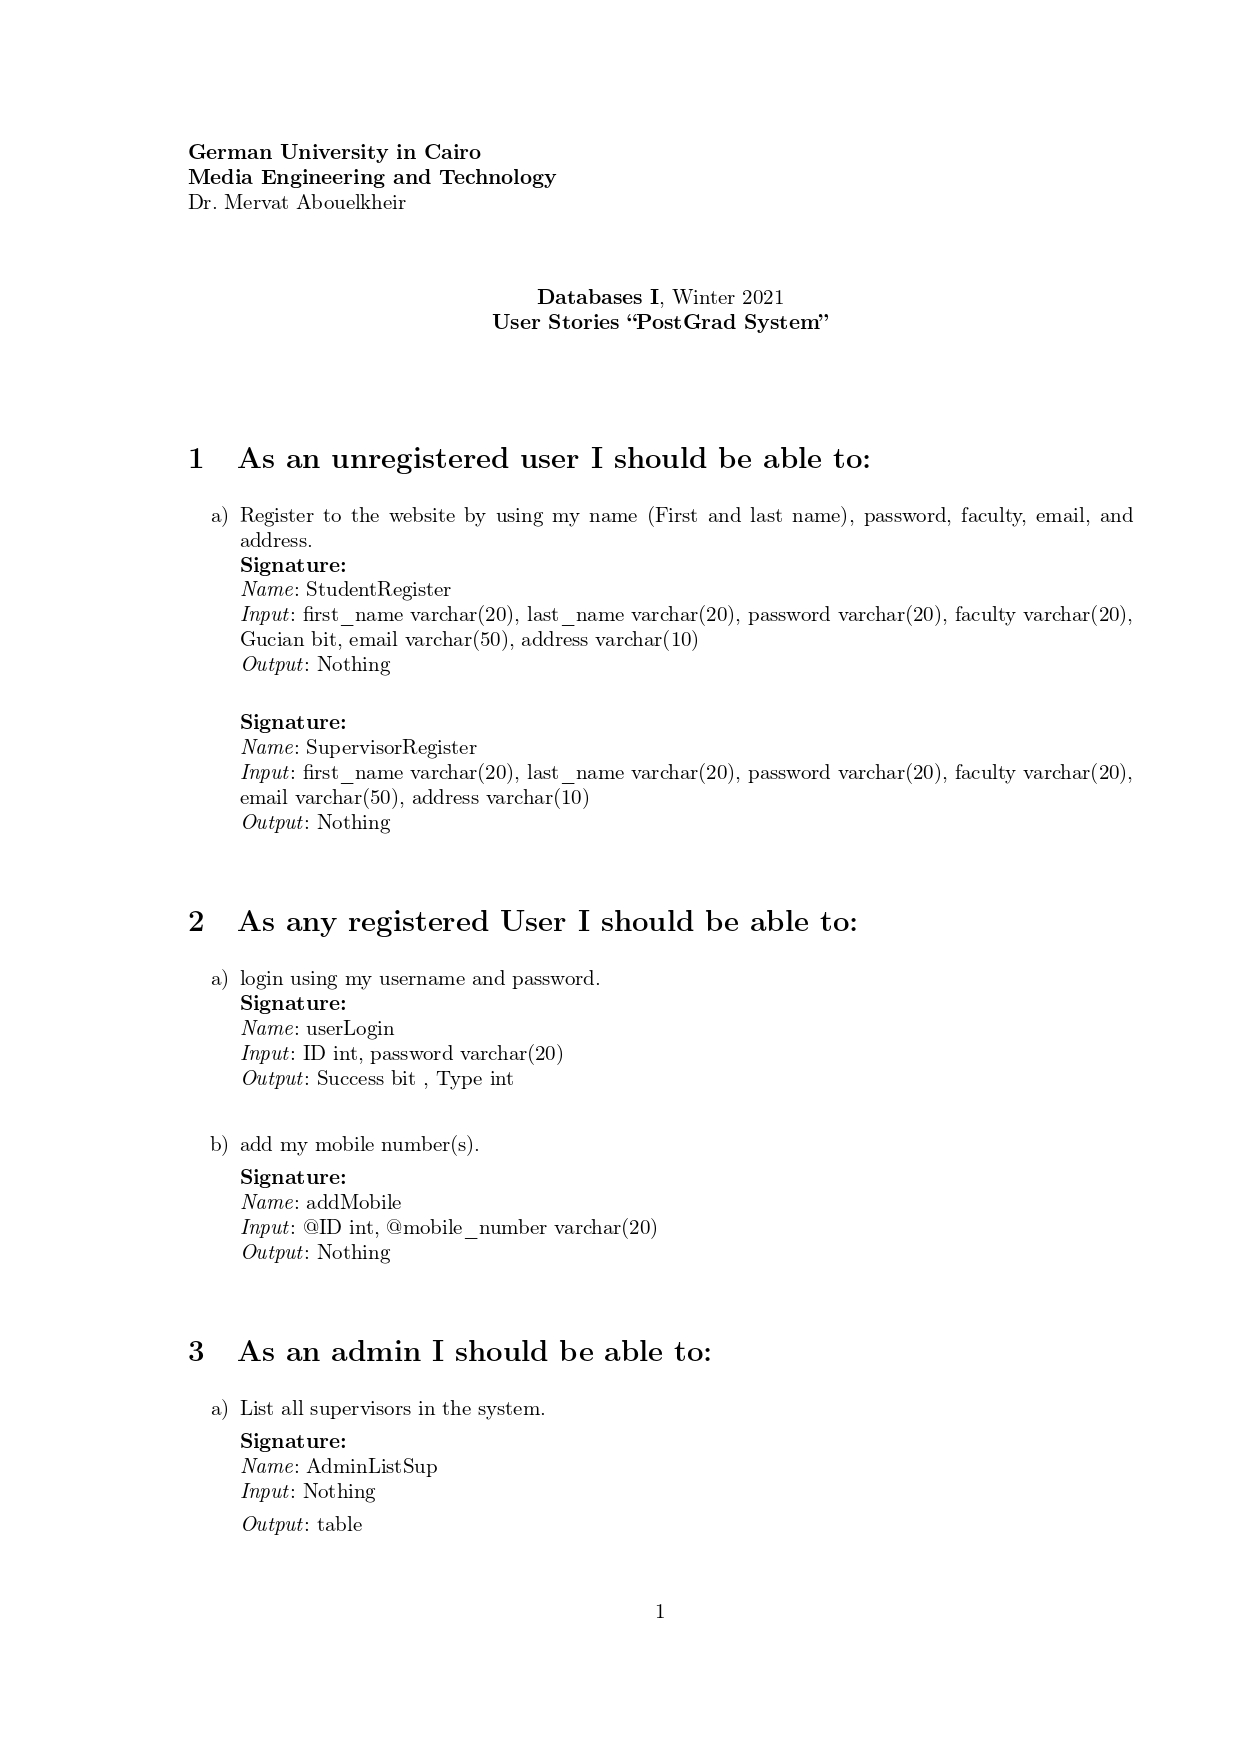 German University in Cairo
Media Engineering and Technology
Dr. Mervat Abouelkheir
Databases I, Winter 2021
User Stories “PostGrad System”
1 As an unregistered user I should be able to:
a) Register to the website by using my name (First and last name), password, faculty, email, and
address.
Signature:
Name: StudentRegister
Input: first_name varchar(20), last_name varchar(20), password varchar(20), faculty varchar(20),
Gucian bit, email varchar(50), address varchar(10)
Output: Nothing
Signature:
Name: SupervisorRegister
Input: first_name varchar(20), last_name varchar(20), password varchar(20), faculty varchar(20),
email varchar(50), address varchar(10)
Output: Nothing
2 As any registered User I should be able to:
a) login using my username and password.
Signature:
Name: userLogin
Input: ID int, password varchar(20)
Output: Success bit , Type int
b) add my mobile number(s).
Signature:
Name: addMobile
Input: @ID int, @mobile_number varchar(20)
Output: Nothing
3 As an admin I should be able to:
a) List all supervisors in the system.
Signature:
Name: AdminListSup
Input: Nothing
Output: table
1